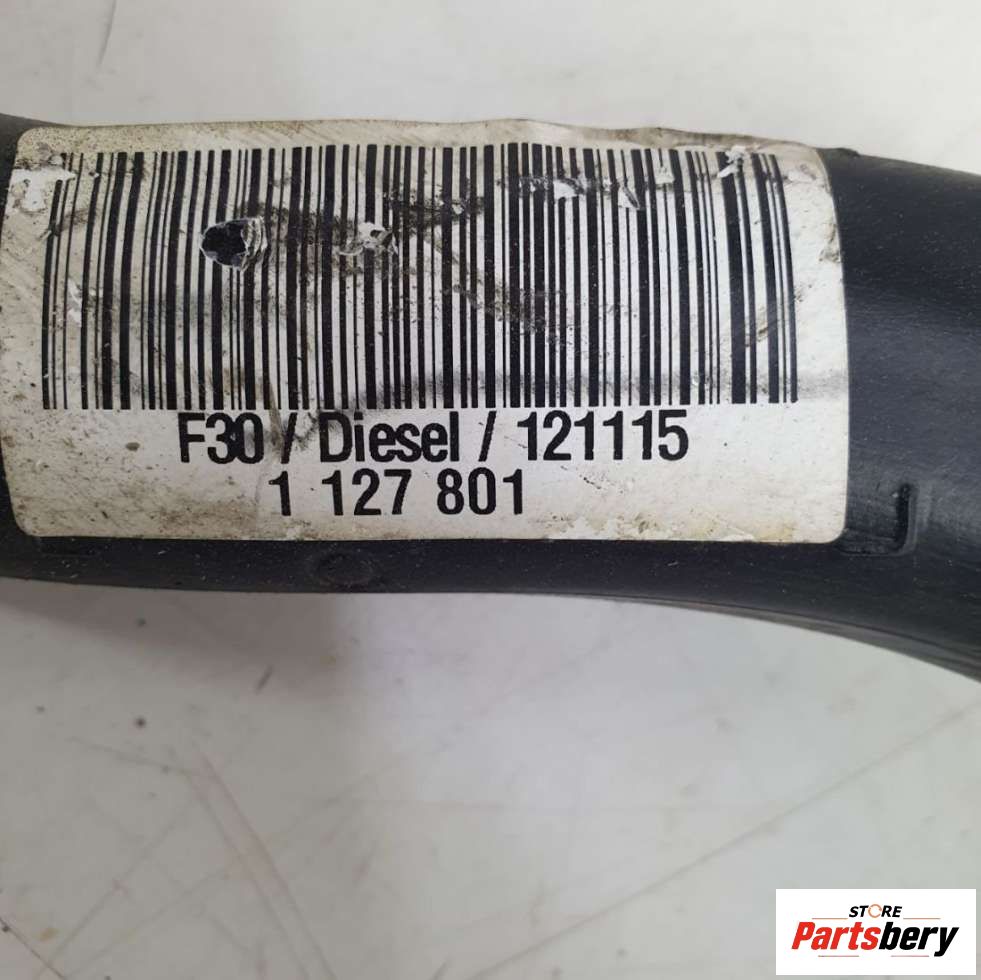 F30 / Diesel / 121115
1 127 801
STORE
Partsbery